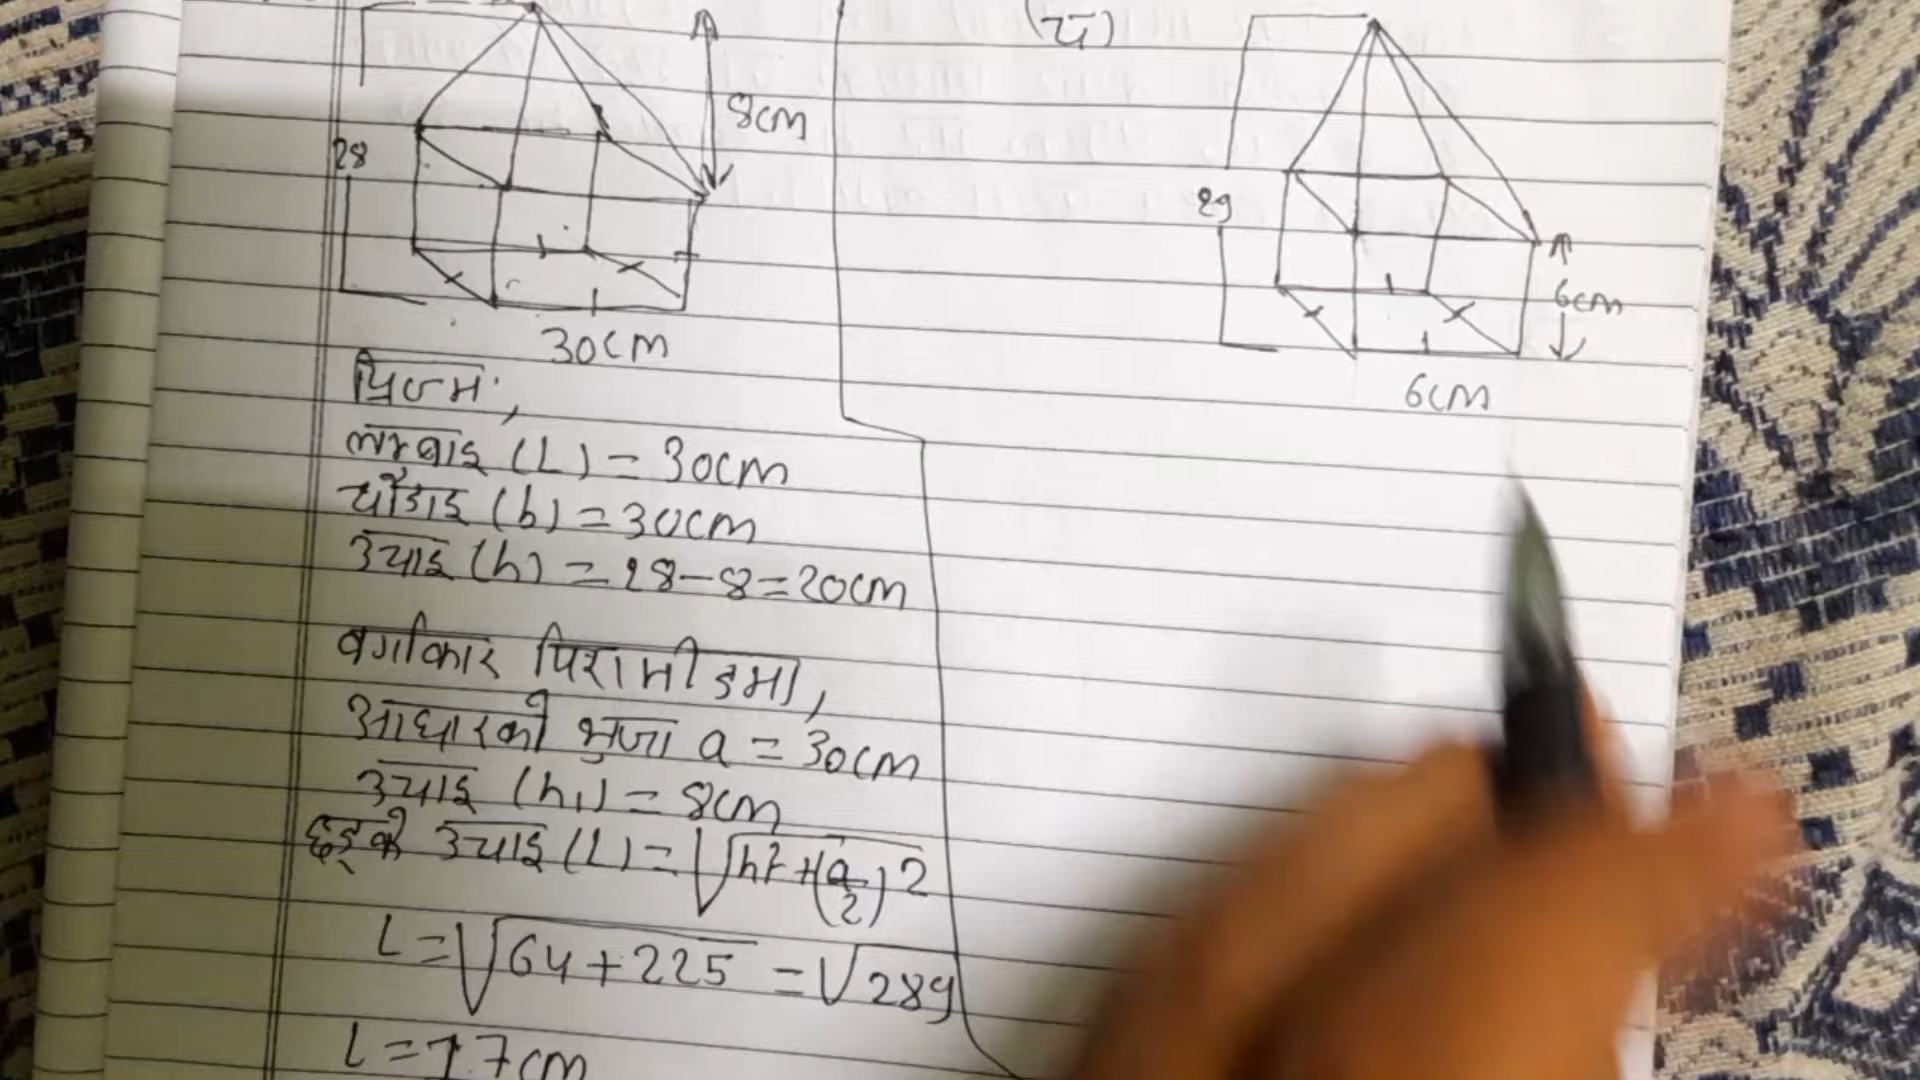 8cm
28
30cm
प्रिज्ममा,
लम्बाइ (L) = 30cm
चौडाइ (b) = 30cm
उचाइ (h) = 28-8=20cm
वर्गाकार पिरामीडमा,
आधारको भुजा a = 30cm
उचाइ (h₁) = 8cm
छड्के उचाइ (L) = √h²+(a/2)2
L=√64+225 = √289
L=17cm
(घ)
29
6cm
6cm